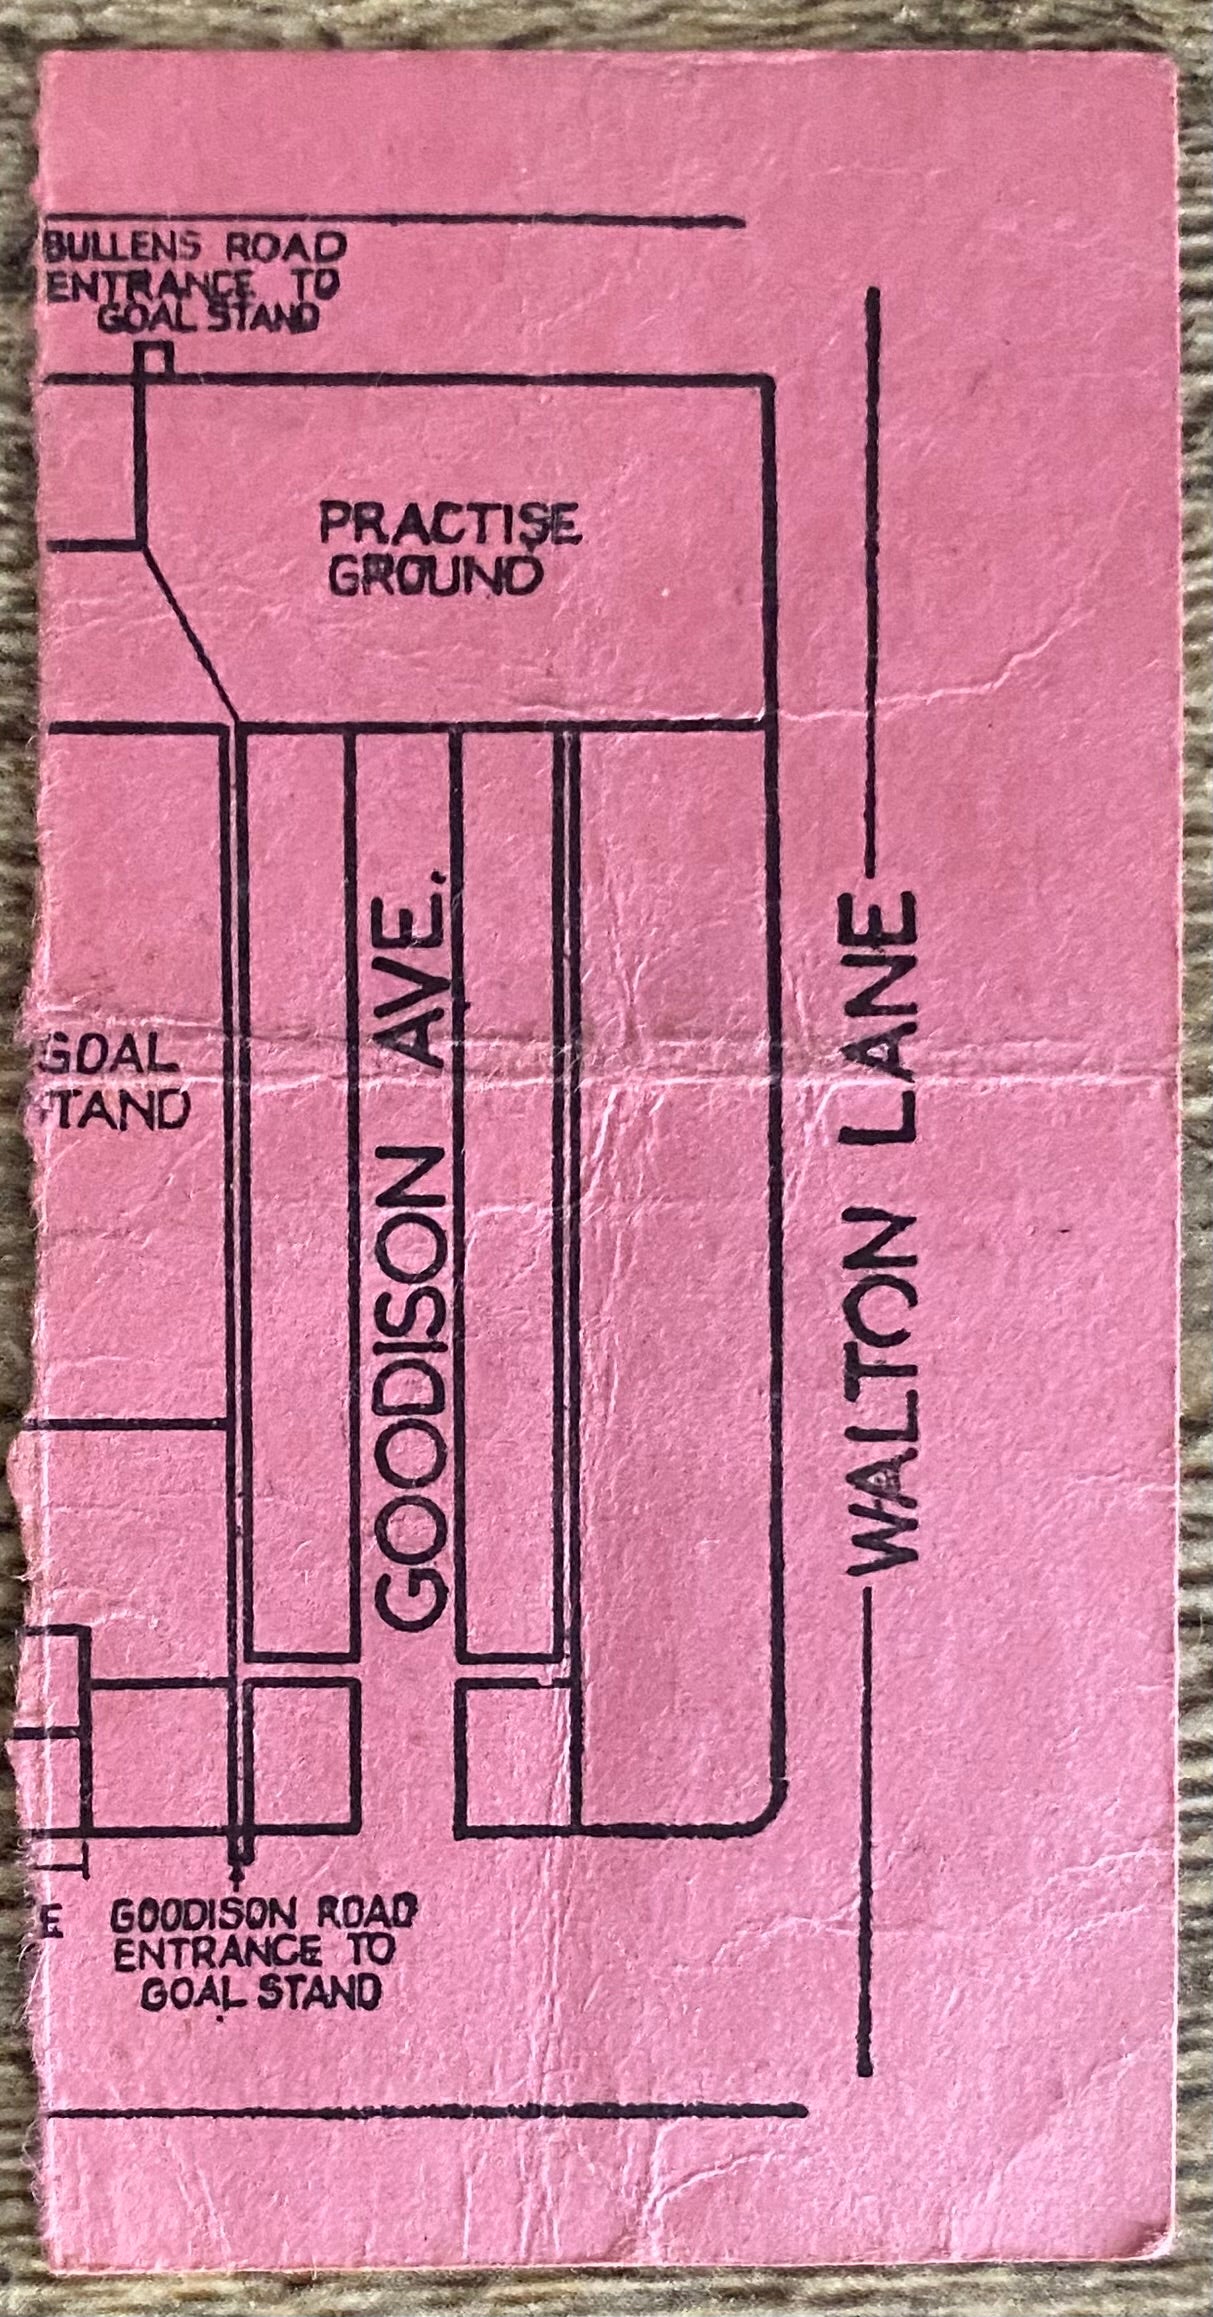 BULLENS ROAD
ENTRANCE TO
GOAL STAND
PRACTISE
GROUND
GOODISON AVE.
WALTON LANE
GOAL
TAND
E
GOODISON ROAD
ENTRANCE TO
GOAL STAND